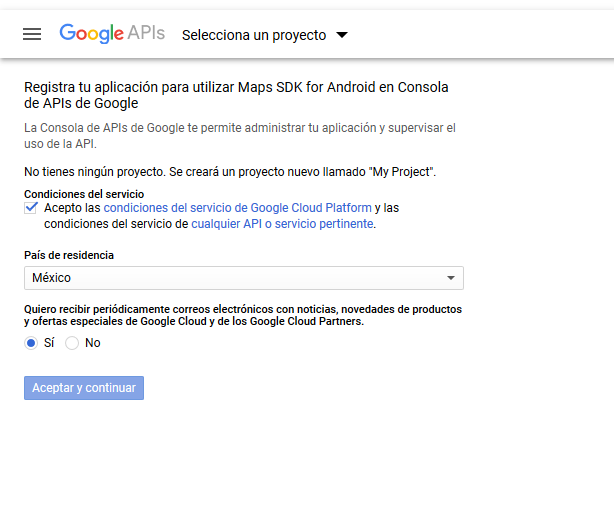 Google APIs Selecciona un proyecto
Registra tu aplicación para utilizar Maps SDK for Android en Consola
de APIs de Google
La Consola de APIs de Google te permite administrar tu aplicación y supervisar el
uso de la API.
No tienes ningún proyecto. Se creará un proyecto nuevo llamado "My Project".
Condiciones del servicio
Acepto las condiciones del servicio de Google Cloud Platform y las
condiciones del servicio de cualquier API o servicio pertinente.
País de residencia
México
Quiero recibir periódicamente correos electrónicos con noticias, novedades de productos
y ofertas especiales de Google Cloud y de los Google Cloud Partners.
Sí No
Aceptar y continuar